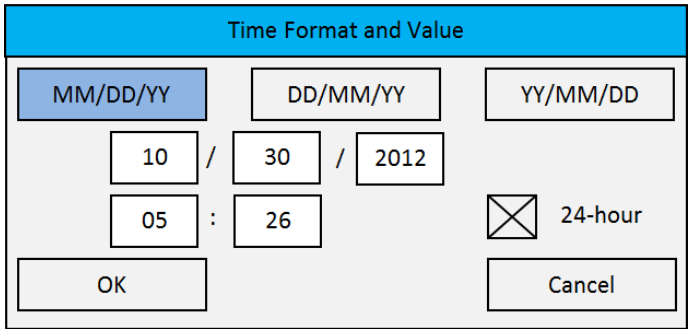 Time Format and Value
MM/DD/YY DD/MM/YY YY/MM/DD
10 / 30 / 2012
05 : 26 24-hour
OK Cancel